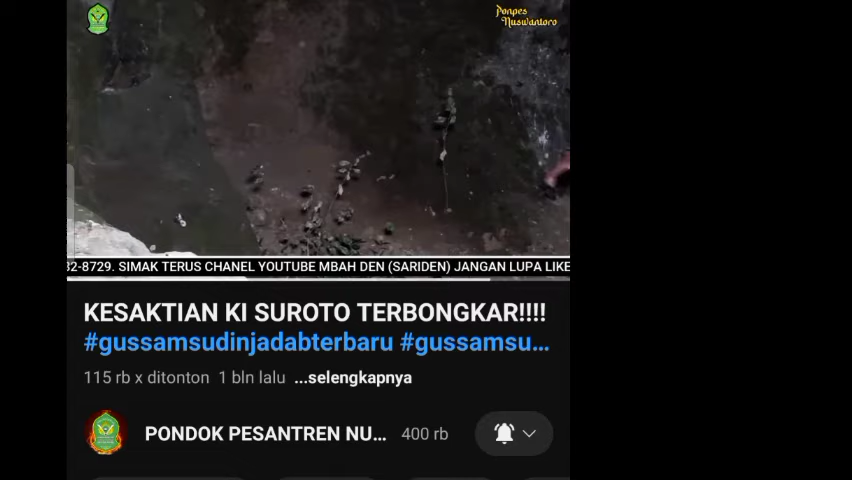 Ponpes
Nuswantoro
32-8729. SIMAK TERUS CHANEL YOUTUBE MBAH DEN (SARIDEN) JANGAN LUPA LIKE
KESAKTIAN KI SUROTO TERBONGKAR!!!!
#gussamsudinjadabterbaru #gussamsu...
115 rb x ditonton 1 bln lalu ...selengkapnya
PONDOK PESANTREN NU... 400 rb